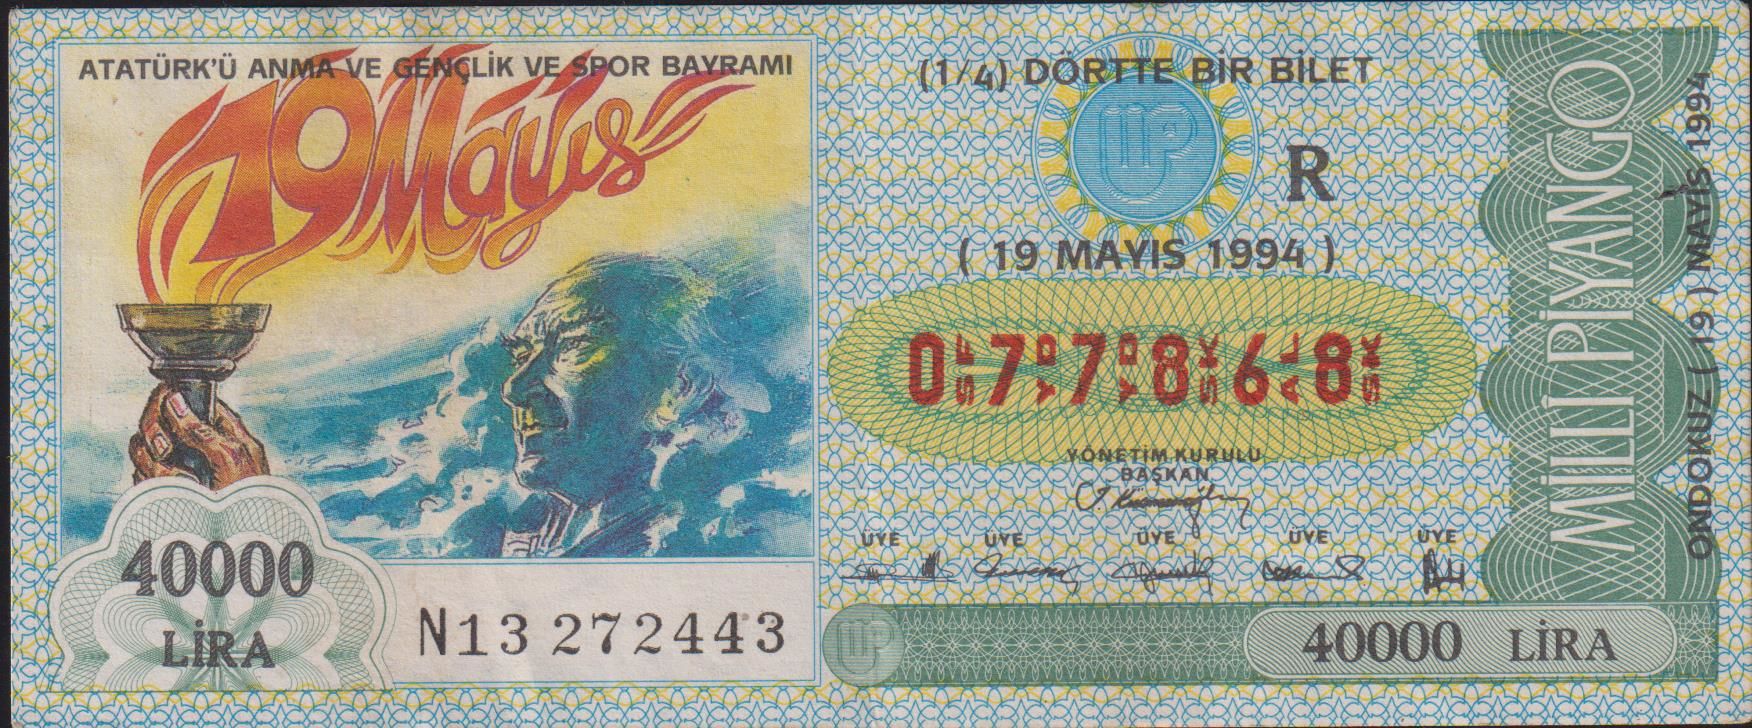 ATATÜRK'Ü ANMA VE GENÇLİK VE SPOR BAYRAMI
19 Mayıs
40000
LİRA
N13 272443
(1/4) DÖRTTE BİR BİLET
MP
R
( 19 MAYIS 1994 )
0 7 7 8 6 8
YÖNETİM KURULU
BAŞKAN
ÜYE ÜYE ÜYE ÜYE ÜYE
MP
40000 LİRA
MİLLİ PİYANGO
ONDOKUZ ( 19 ) MAYIS 1994